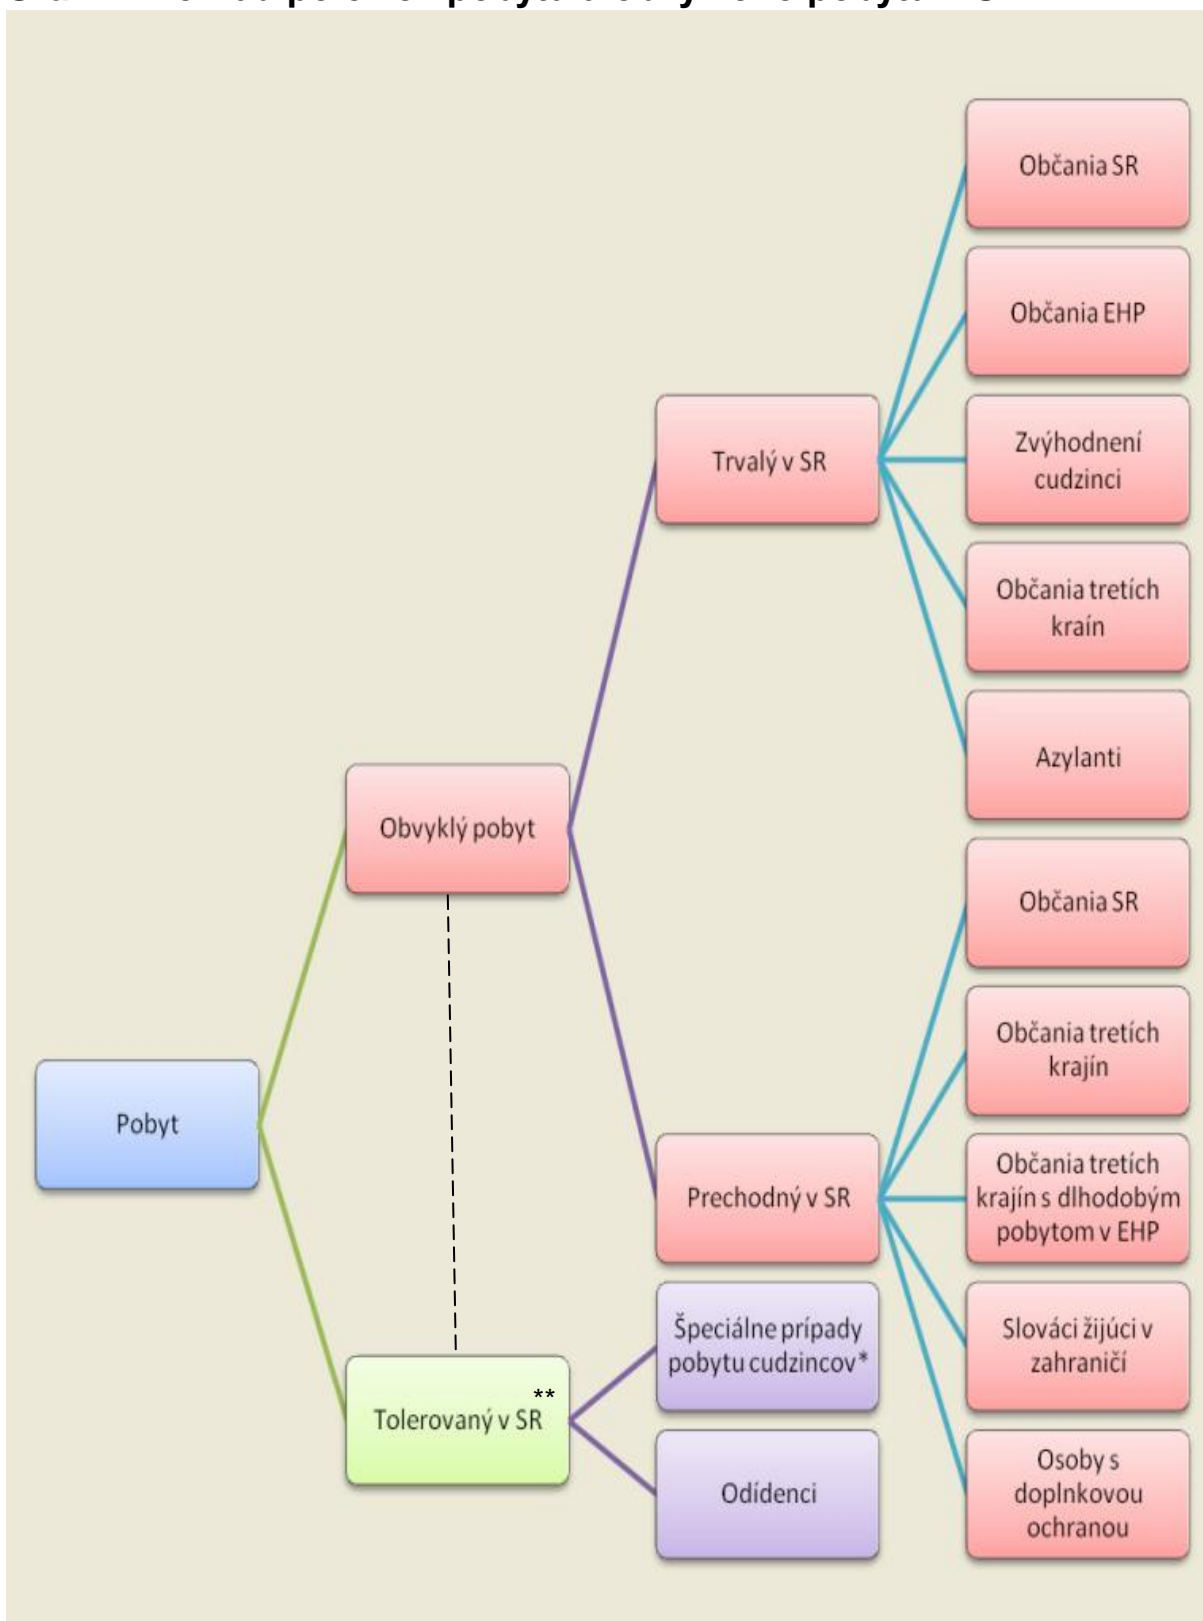 Občania SR
Občania EHP
Zvýhodnení
cudzinci
Trvalý v SR
Občania tretích
kraín
Azylanti
Obvyklý pobyt
Občania SR
Občania tretích
krajín
Pobyt
Prechodný v SR
Občania tretích
krajín s dlhodobým
pobytom v EHP
Špeciálne prípady
pobytu cudzincov*
Slováci žijúci v
zahraničí
**
Tolerovaný v SR
Odídenci
Osoby s
doplnkovou
ochranou